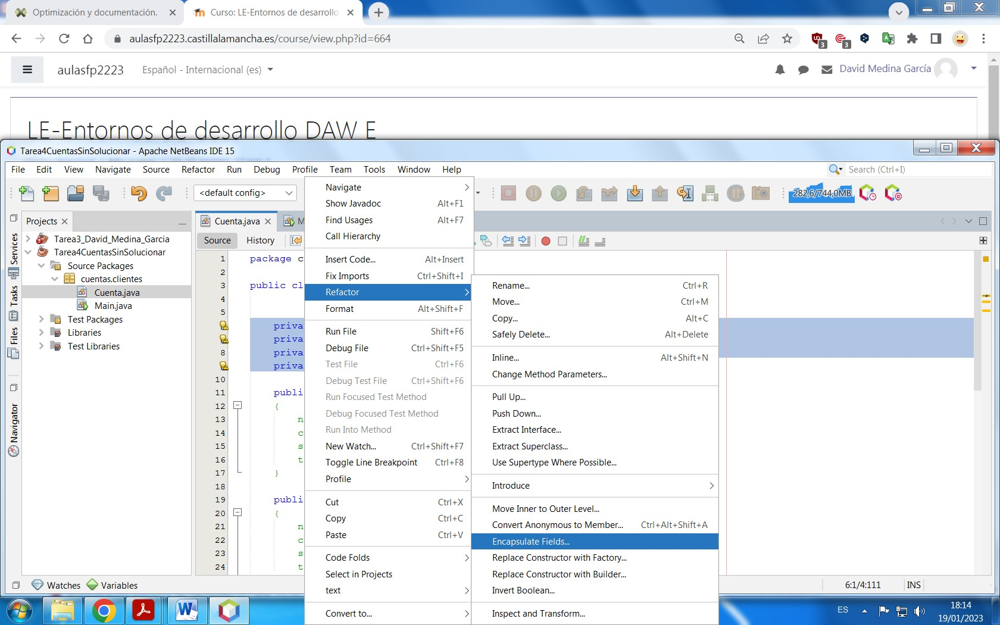 Optimización y documentación.
Curso: LE-Entornos de desarrollo
aulasfp2223.castillalamancha.es/course/view.php?id=664
3
3
aulasfp2223
Español - Internacional (es)
David Medina García
LE-Entornos de desarrollo DAW E
Tarea4CuentasSinSolucionar - Apache NetBeans IDE 15
File Edit View Navigate Source Refactor Run Debug Profile Team Tools Window Help
Search (Ctrl+I)
<default config>
282,6/744,0MB
Projects
Cuenta.java
M
Source History
Services
Tasks
Files
Navigator
Tarea3_David_Medina_Garcia
Tarea4CuentasSinSolucionar
Source Packages
cuentas.clientes
Cuenta.java
Main.java
Test Packages
Libraries
Test Libraries
1 package c
2
3 public cl
4
5
priva
priva
8 priva
priva
10
11 publi
12 {
13 n
14 c
15 s
16 t
17 }
18
19 publi
20 {
21 n
22 c
23 s
24 t
Navigate
Show Javadoc Alt+F1
Find Usages Alt+F7
Call Hierarchy
Insert Code... Alt+Insert
Fix Imports Ctrl+Shift+I
Refactor
Format Alt+Shift+F
Run File Shift+F6
Debug File Ctrl+Shift+F5
Test File Ctrl+F6
Debug Test File Ctrl+Shift+F6
Run Focused Test Method
Debug Focused Test Method
Run Into Method
New Watch... Ctrl+Shift+F7
Toggle Line Breakpoint Ctrl+F8
Profile
Cut Ctrl+X
Copy Ctrl+C
Paste Ctrl+V
Code Folds
Select in Projects
text
Convert to...
Rename... Ctrl+R
Move... Ctrl+M
Copy... Alt+C
Safely Delete... Alt+Delete
Inline... Alt+Shift+N
Change Method Parameters...
Pull Up...
Push Down...
Extract Interface...
Extract Superclass...
Use Supertype Where Possible...
Introduce
Move Inner to Outer Level...
Convert Anonymous to Member... Ctrl+Alt+Shift+A
Encapsulate Fields...
Replace Constructor with Factory...
Replace Constructor with Builder...
Invert Boolean...
Inspect and Transform...
Watches
Variables
6:1/4:111
INS
ES
18:14
19/01/2023